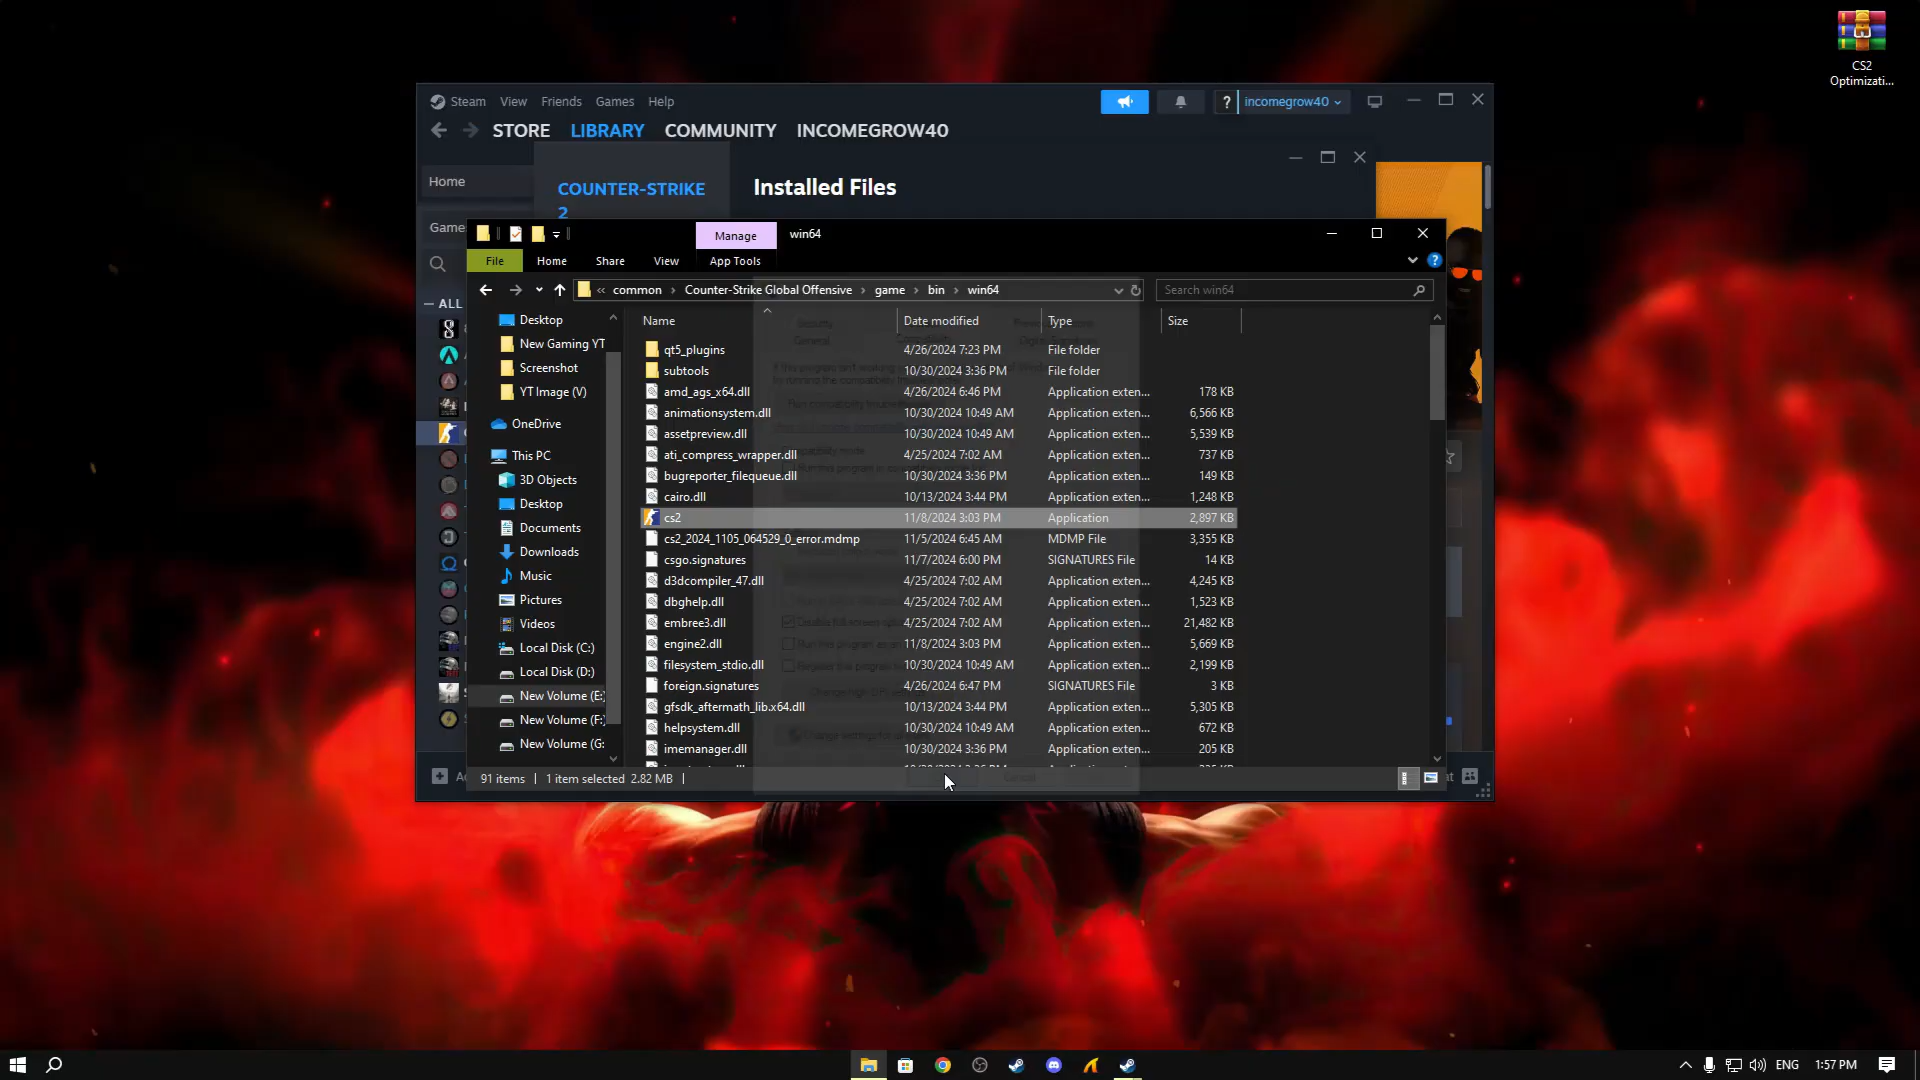 CS2
Optimizati...
Steam View Friends Games Help
? incomegrow40
STORE LIBRARY COMMUNITY INCOMEGROW40
Home
COUNTER-STRIKE
2
Installed Files
Game
Manage win64
File Home Share View App Tools
« common › Counter-Strike Global Offensive › game › bin › win64
Search win64
— ALL
Desktop
New Gaming YT
Screenshot
YT Image (V)
OneDrive
This PC
3D Objects
Desktop
Documents
Downloads
Music
Pictures
Videos
Local Disk (C:)
Local Disk (D:)
New Volume (E:)
New Volume (F:)
New Volume (G:
Name Date modified Type Size
qt5_plugins 4/26/2024 7:23 PM File folder
subtools 10/30/2024 3:36 PM File folder
amd_ags_x64.dll 4/26/2024 6:46 PM Application exten... 178 KB
animationsystem.dll 10/30/2024 10:49 AM Application exten... 6,566 KB
assetpreview.dll 10/30/2024 10:49 AM Application exten... 5,539 KB
ati_compress_wrapper.dll 4/25/2024 7:02 AM Application exten... 737 KB
bugreporter_filequeue.dll 10/30/2024 3:36 PM Application exten... 149 KB
cairo.dll 10/13/2024 3:44 PM Application exten... 1,248 KB
cs2 11/8/2024 3:03 PM Application 2,897 KB
cs2_2024_1105_064529_0_error.mdmp 11/5/2024 6:45 AM MDMP File 3,355 KB
csgo.signatures 11/7/2024 6:00 PM SIGNATURES File 14 KB
d3dcompiler_47.dll 4/25/2024 7:02 AM Application exten... 4,245 KB
dbghelp.dll 4/25/2024 7:02 AM Application exten... 1,523 KB
embree3.dll 4/25/2024 7:02 AM Application exten... 21,482 KB
engine2.dll 11/8/2024 3:03 PM Application exten... 5,669 KB
filesystem_stdio.dll 10/30/2024 10:49 AM Application exten... 2,199 KB
foreign.signatures 4/26/2024 6:47 PM SIGNATURES File 3 KB
gfsdk_aftermath_lib.x64.dll 10/13/2024 3:44 PM Application exten... 5,305 KB
helpsystem.dll 10/30/2024 10:49 AM Application exten... 672 KB
imemanager.dll 10/30/2024 3:36 PM Application exten... 205 KB
91 items 1 item selected 2.82 MB
ENG 1:57 PM